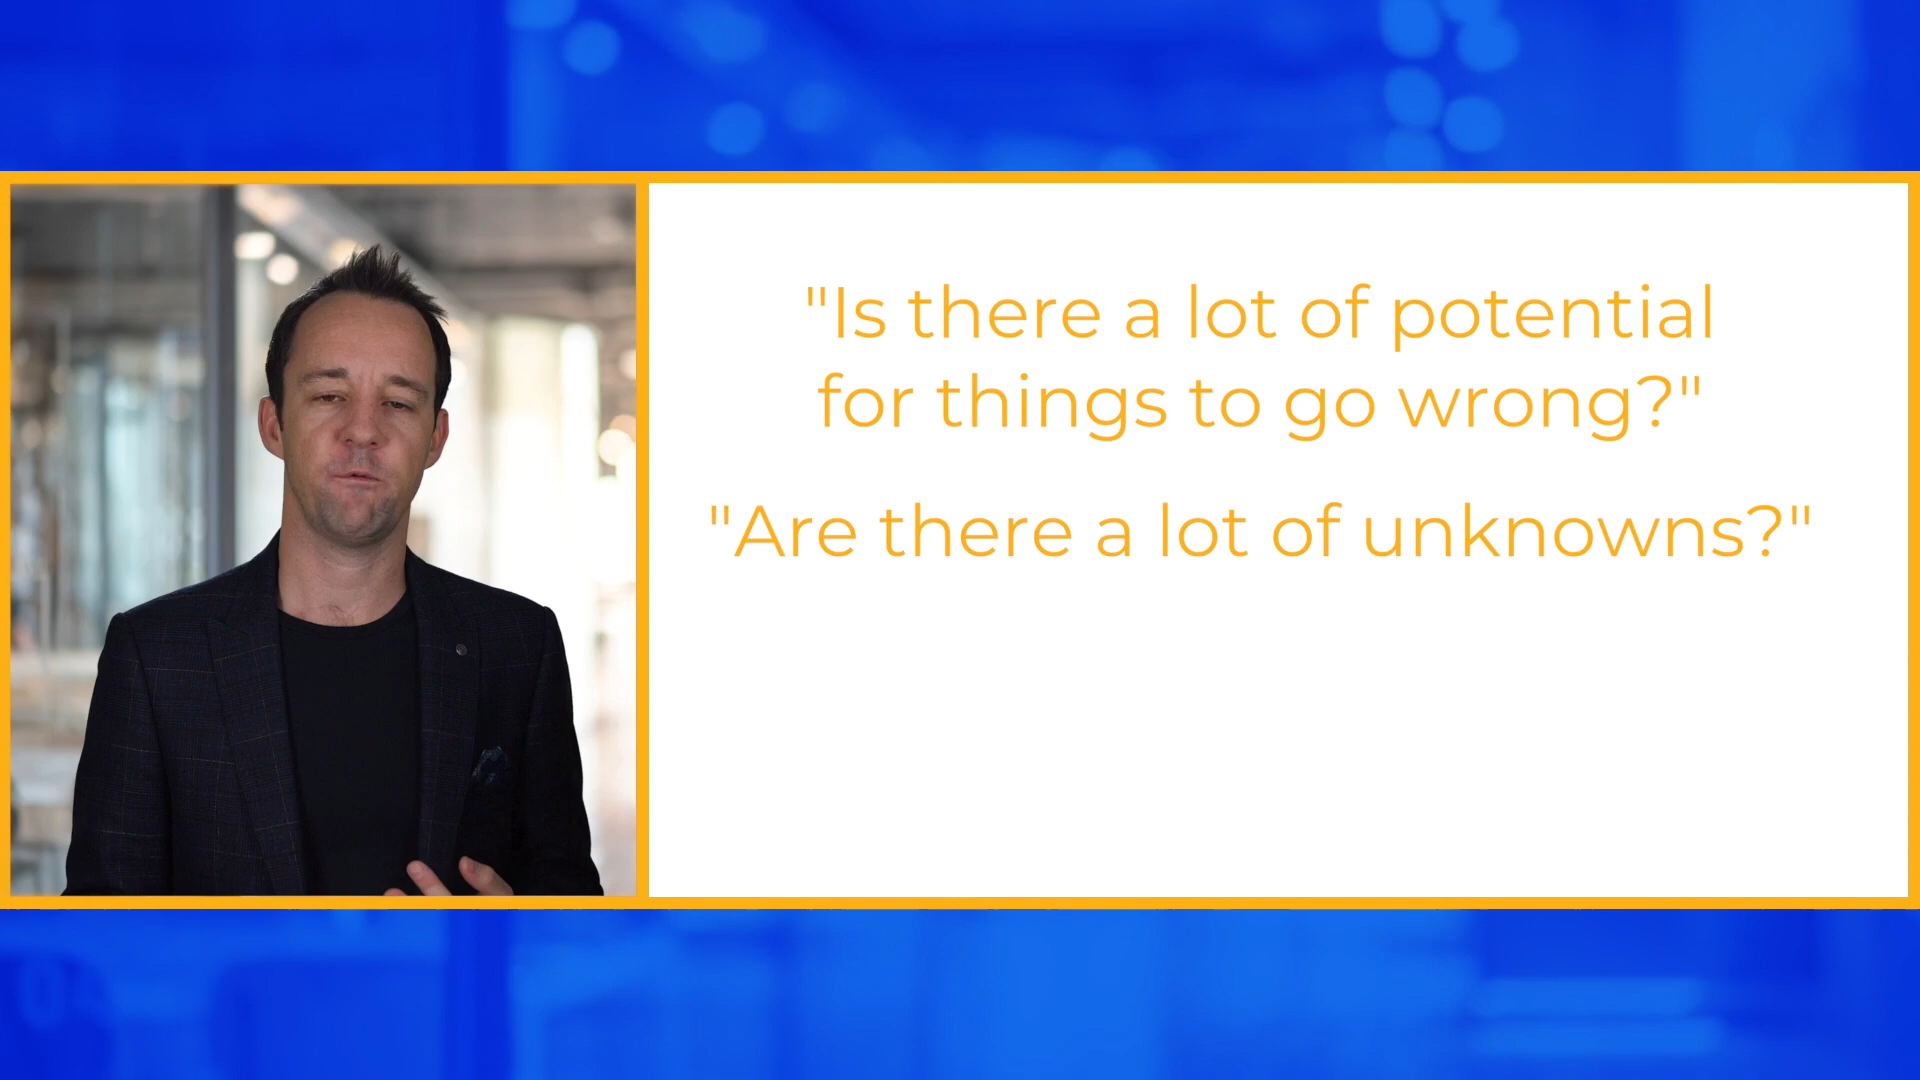 "Is there a lot of potential
for things to go wrong?"
"Are there a lot of unknowns?"